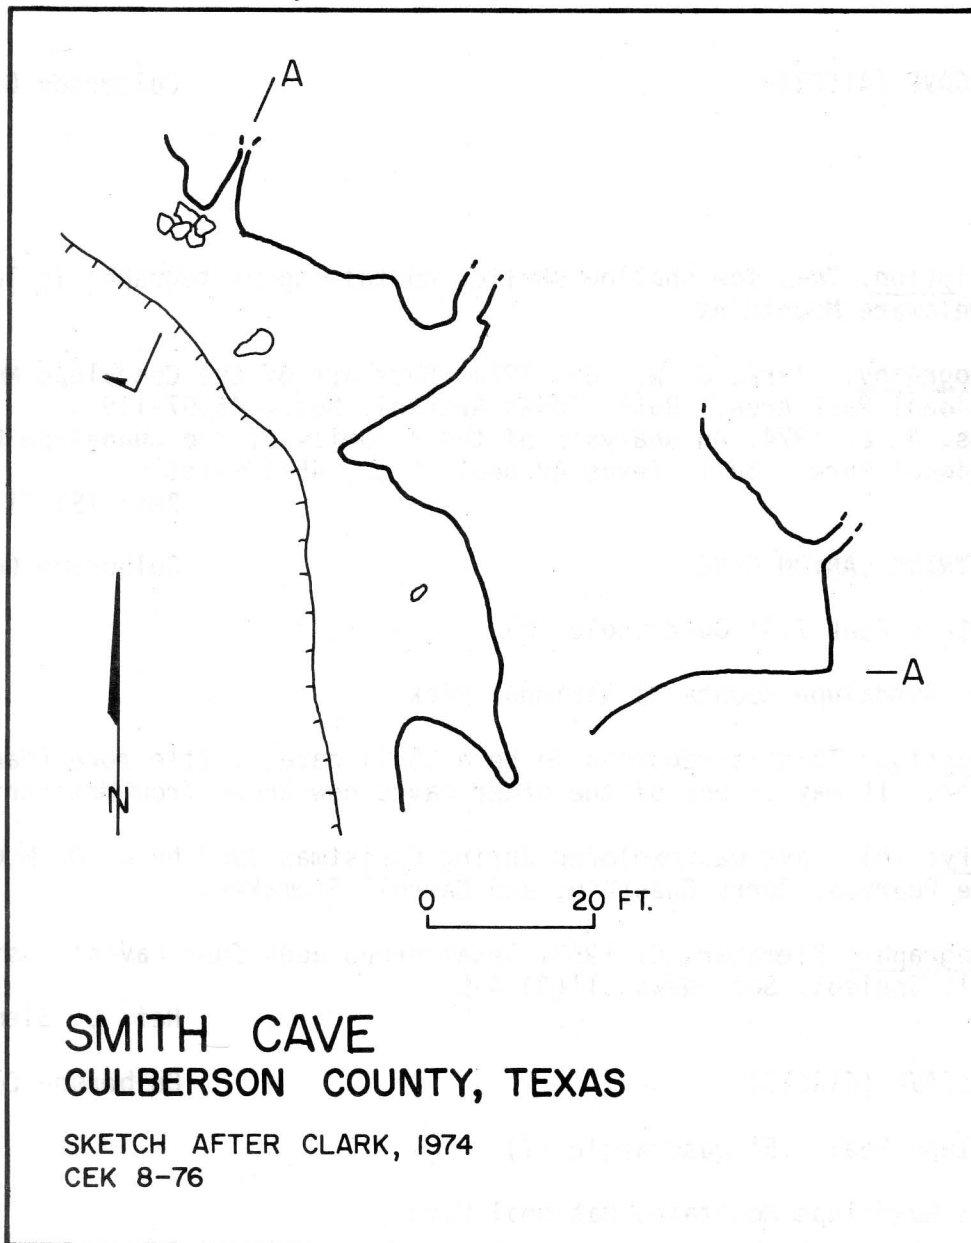 A
A
N
0 20 FT.
SMITH CAVE
CULBERSON COUNTY, TEXAS
SKETCH AFTER CLARK, 1974
CEK 8-76